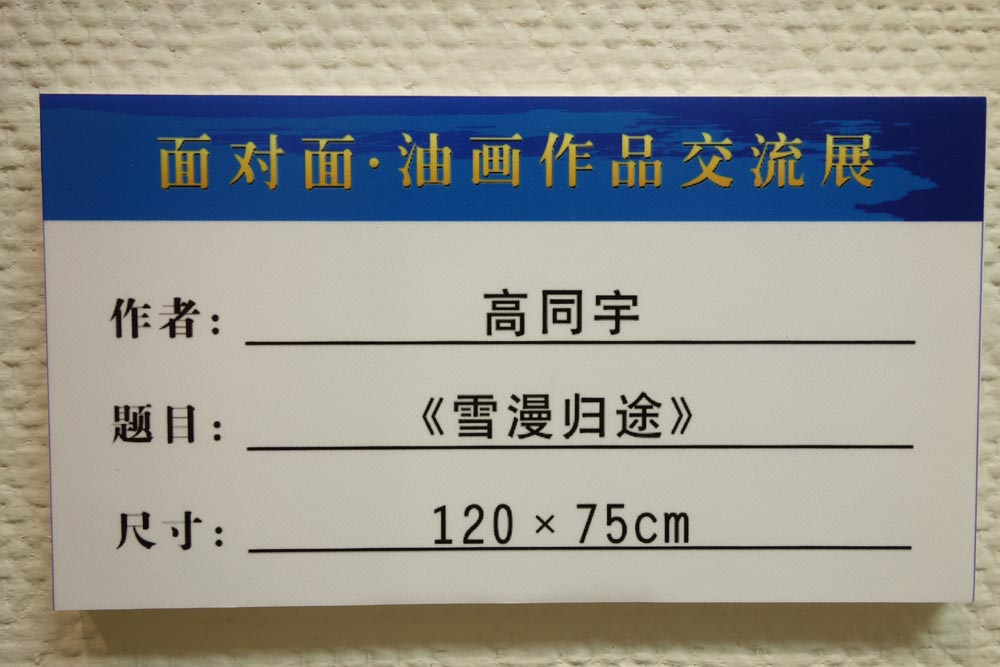 面对面·油画作品交流展
作者：高同宇
题目：《雪漫归途》
尺寸：120×75cm